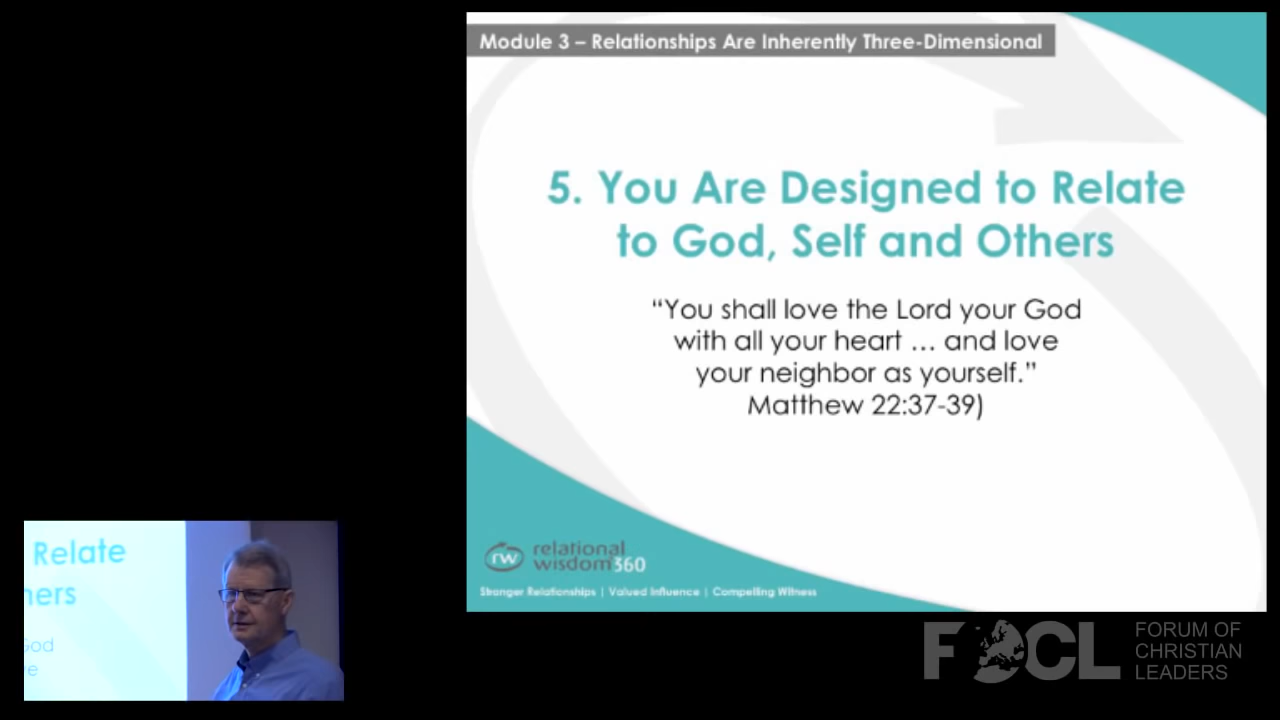 Module 3 – Relationships Are Inherently Three-Dimensional
5. You Are Designed to Relate
to God, Self and Others
“You shall love the Lord your God
with all your heart … and love
your neighbor as yourself.”
Matthew 22:37-39)
rw
relational
wisdom360
Stronger Relationships | Valued Influence | Compelling Witness
Relate
hers
God
e
FOCL
FORUM OF
CHRISTIAN
LEADERS